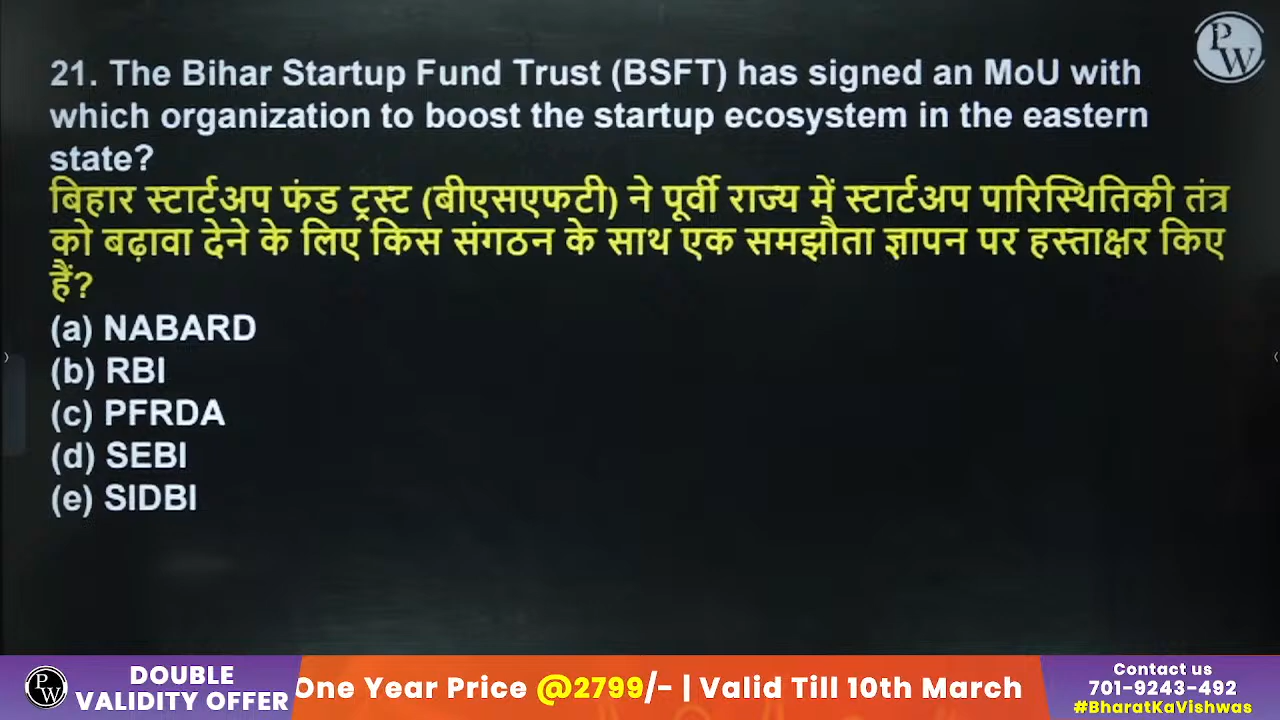 PW
21. The Bihar Startup Fund Trust (BSFT) has signed an MoU with
which organization to boost the startup ecosystem in the eastern
state?
बिहार स्टार्टअप फंड ट्रस्ट (बीएसएफटी) ने पूर्वी राज्य में स्टार्टअप पारिस्थितिकी तंत्र
को बढ़ावा देने के लिए किस संगठन के साथ एक समझौता ज्ञापन पर हस्ताक्षर किए
हैं?
(a) NABARD
(b) RBI
(c) PFRDA
(d) SEBI
(e) SIDBI
PW
DOUBLE
VALIDITY OFFER
One Year Price @2799/- | Valid Till 10th March
Contact us
701-9243-492
#BharatKaVishwas